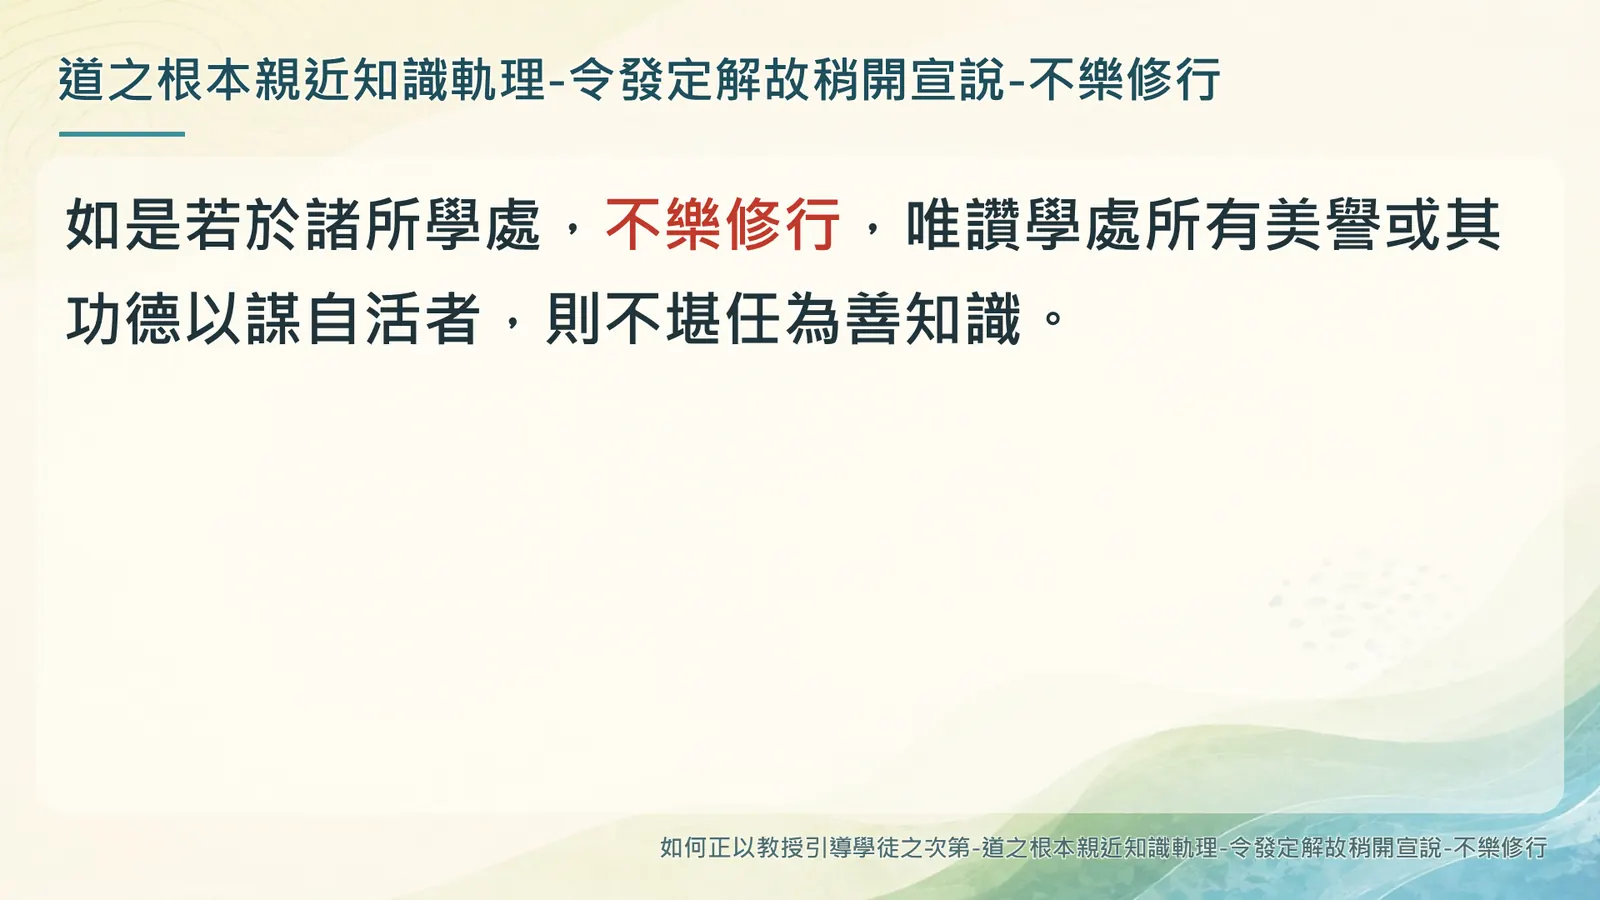 道之根本親近知識軌理-令發定解故稍開宣說-不樂修行
如是若於諸所學處，不樂修行，唯讚學處所有美譽或其
功德以謀自活者，則不堪任為善知識。
如何正以教授引導學徒之次第-道之根本親近知識軌理-令發定解故稍開宣說-不樂修行